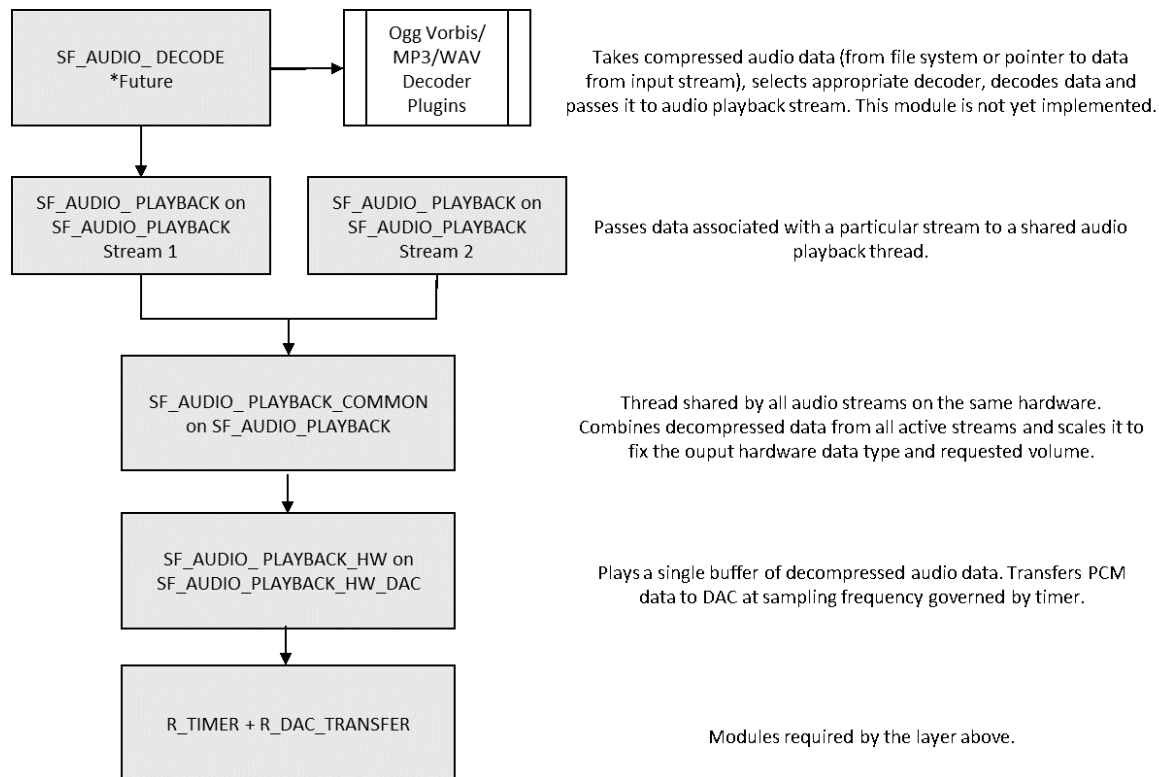 SF_AUDIO_ DECODE
*Future
Ogg Vorbis/
MP3/WAV
Decoder
Plugins
Takes compressed audio data (from file system or pointer to data
from input stream), selects appropriate decoder, decodes data and
passes it to audio playback stream. This module is not yet implemented.
SF_AUDIO_ PLAYBACK on
SF_AUDIO_PLAYBACK
Stream 1
SF_AUDIO_ PLAYBACK on
SF_AUDIO_PLAYBACK
Stream 2
Passes data associated with a particular stream to a shared audio
playback thread.
SF_AUDIO_ PLAYBACK_COMMON
on SF_AUDIO_PLAYBACK
Thread shared by all audio streams on the same hardware.
Combines decompressed data from all active streams and scales it to
fix the ouput hardware data type and requested volume.
SF_AUDIO_ PLAYBACK_HW on
SF_AUDIO_PLAYBACK_HW_DAC
Plays a single buffer of decompressed audio data. Transfers PCM
data to DAC at sampling frequency governed by timer.
R_TIMER + R_DAC_TRANSFER
Modules required by the layer above.